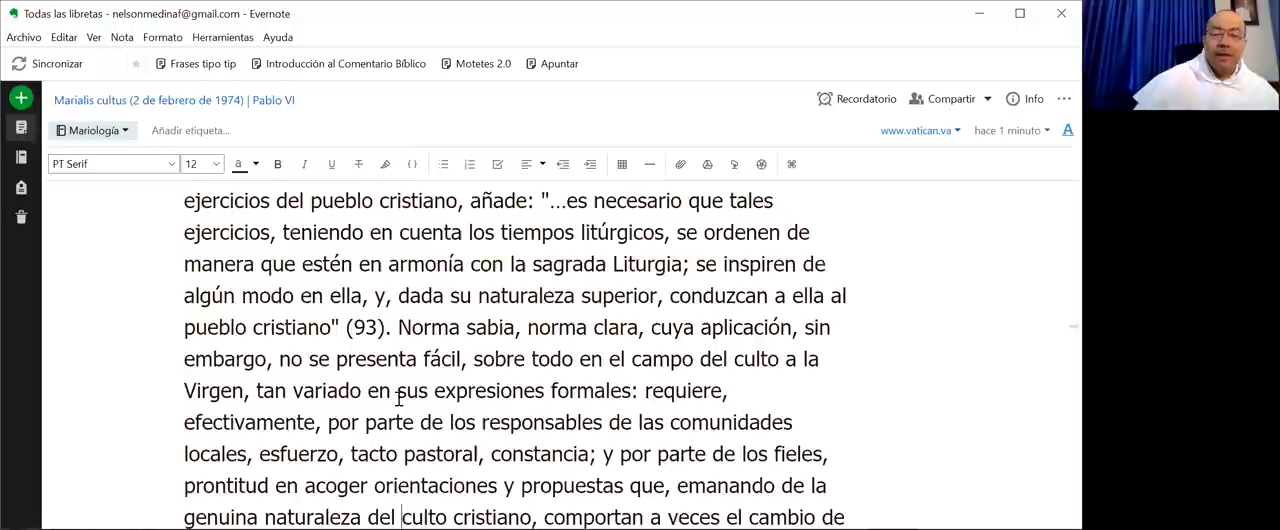 Todas las libretas - nelsonmedinaf@gmail.com - Evernote
Archivo Editar Ver Nota Formato Herramientas Ayuda
Sincronizar Frases tipo tip Introducción al Comentario Bíblico Motetes 2.0 Apuntar
Marialis cultus (2 de febrero de 1974) | Pablo VI Recordatorio Compartir Info
Mariología Añadir etiqueta... www.vatican.va hace 1 minuto A
PT Serif 12 a B I U T
ejercicios del pueblo cristiano, añade: "...es necesario que tales
ejercicios, teniendo en cuenta los tiempos litúrgicos, se ordenen de
manera que estén en armonía con la sagrada Liturgia; se inspiren de
algún modo en ella, y, dada su naturaleza superior, conduzcan a ella al
pueblo cristiano" (93). Norma sabia, norma clara, cuya aplicación, sin
embargo, no se presenta fácil, sobre todo en el campo del culto a la
Virgen, tan variado en sus expresiones formales: requiere,
efectivamente, por parte de los responsables de las comunidades
locales, esfuerzo, tacto pastoral, constancia; y por parte de los fieles,
prontitud en acoger orientaciones y propuestas que, emanando de la
genuina naturaleza del culto cristiano, comportan a veces el cambio de